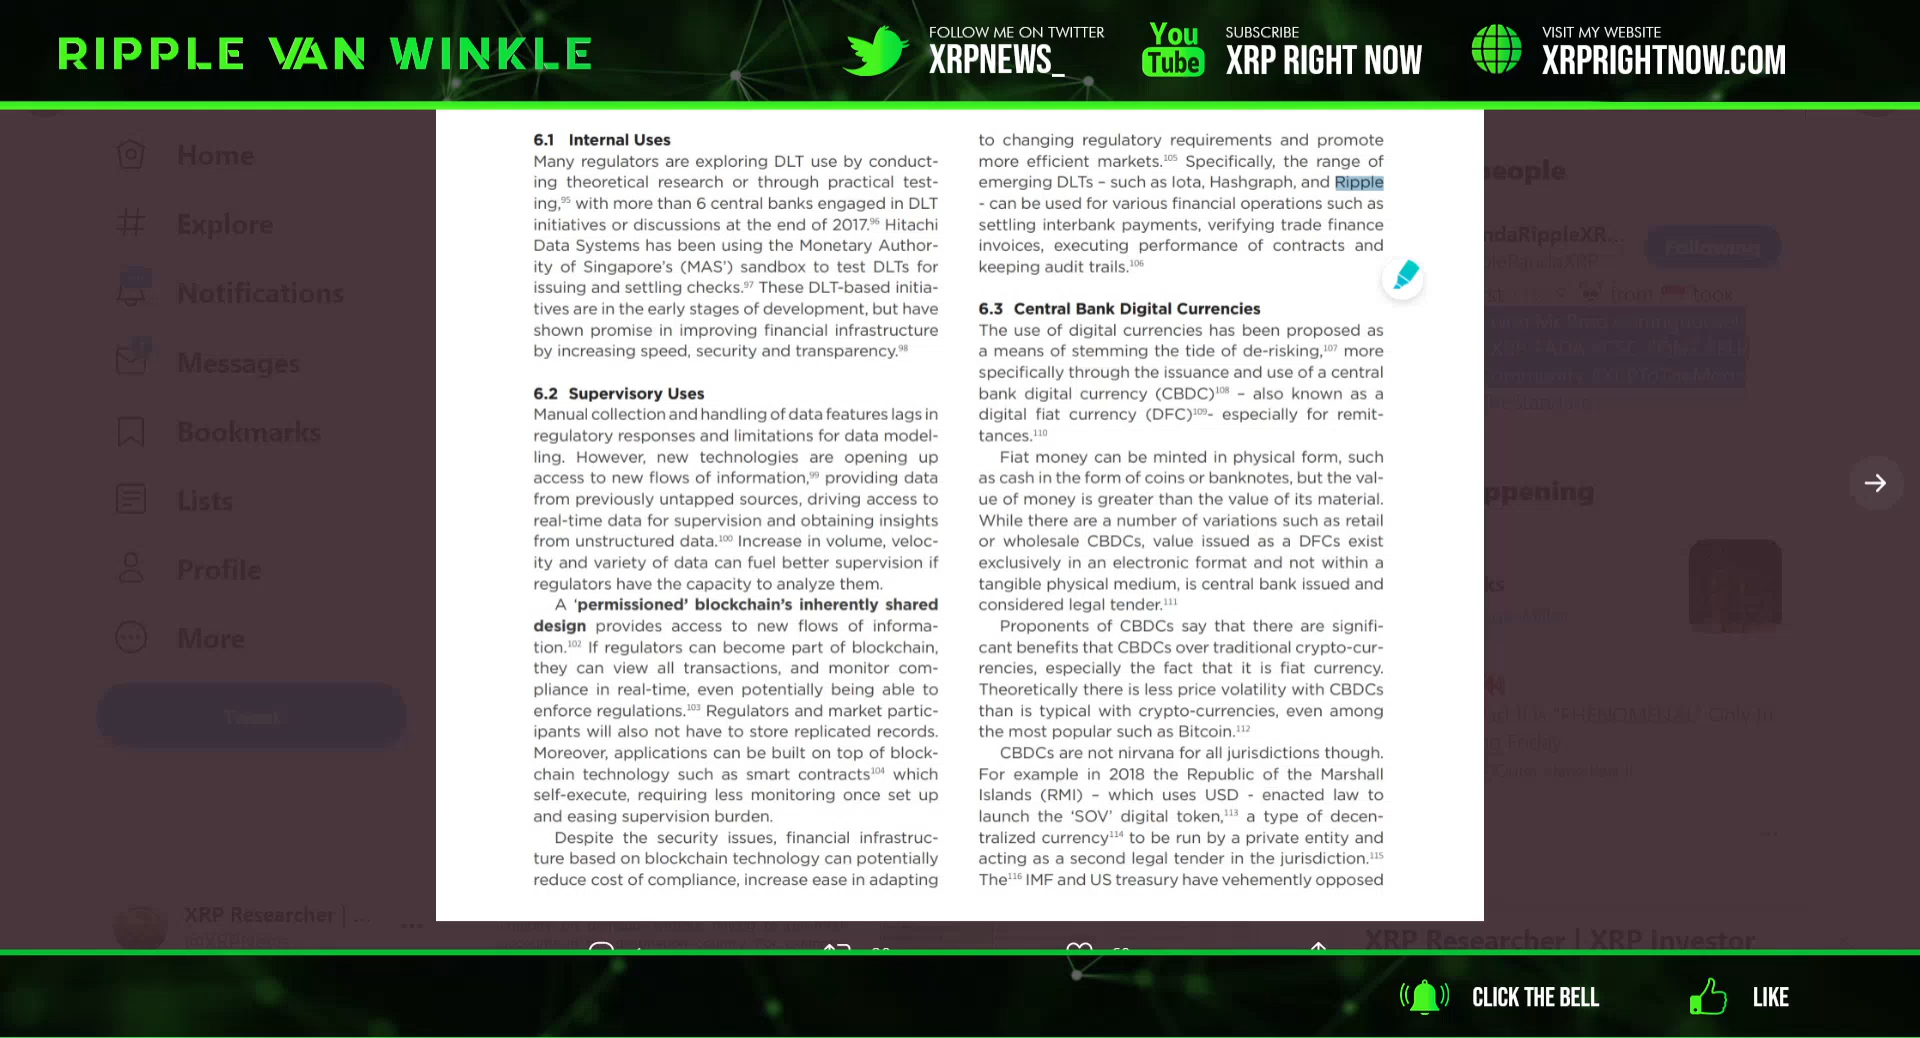 RIPPLE VAN WINKLE
FOLLOW ME ON TWITTER
XRPNEWS_
You
Tube
SUBSCRIBE
XRP RIGHT NOW
VISIT MY WEBSITE
XRPRIGHTNOW.COM
Home
Explore
Notifications
Messages
Bookmarks
Lists
Profile
More
Tweet
XRP Researcher | ...
6.1 Internal Uses
Many regulators are exploring DLT use by conduct-
ing theoretical research or through practical test-
ing,95 with more than 6 central banks engaged in DLT
initiatives or discussions at the end of 2017.96 Hitachi
Data Systems has been using the Monetary Author-
ity of Singapore's (MAS') sandbox to test DLTs for
issuing and settling checks.97 These DLT-based initia-
tives are in the early stages of development, but have
shown promise in improving financial infrastructure
by increasing speed, security and transparency.98
6.2 Supervisory Uses
Manual collection and handling of data features lags in
regulatory responses and limitations for data model-
ling. However, new technologies are opening up
access to new flows of information,99 providing data
from previously untapped sources, driving access to
real-time data for supervision and obtaining insights
from unstructured data.100 Increase in volume, veloc-
ity and variety of data can fuel better supervision if
regulators have the capacity to analyze them.
A 'permissioned' blockchain's inherently shared
design provides access to new flows of informa-
tion.102 If regulators can become part of blockchain,
they can view all transactions, and monitor com-
pliance in real-time, even potentially being able to
enforce regulations.103 Regulators and market partic-
ipants will also not have to store replicated records.
Moreover, applications can be built on top of block-
chain technology such as smart contracts104 which
self-execute, requiring less monitoring once set up
and easing supervision burden.
Despite the security issues, financial infrastruc-
ture based on blockchain technology can potentially
reduce cost of compliance, increase ease in adapting
to changing regulatory requirements and promote
more efficient markets.105 Specifically, the range of
emerging DLTs – such as Iota, Hashgraph, and Ripple
- can be used for various financial operations such as
settling interbank payments, verifying trade finance
invoices, executing performance of contracts and
keeping audit trails.106
6.3 Central Bank Digital Currencies
The use of digital currencies has been proposed as
a means of stemming the tide of de-risking,107 more
specifically through the issuance and use of a central
bank digital currency (CBDC)108 – also known as a
digital fiat currency (DFC)109- especially for remit-
tances.110
Fiat money can be minted in physical form, such
as cash in the form of coins or banknotes, but the val-
ue of money is greater than the value of its material.
While there are a number of variations such as retail
or wholesale CBDCs, value issued as a DFCs exist
exclusively in an electronic format and not within a
tangible physical medium, is central bank issued and
considered legal tender.111
Proponents of CBDCs say that there are signifi-
cant benefits that CBDCs over traditional crypto-cur-
rencies, especially the fact that it is fiat currency.
Theoretically there is less price volatility with CBDCs
than is typical with crypto-currencies, even among
the most popular such as Bitcoin.112
CBDCs are not nirvana for all jurisdictions though.
For example in 2018 the Republic of the Marshall
Islands (RMI) – which uses USD - enacted law to
launch the 'SOV' digital token,113 a type of decen-
tralized currency114 to be run by a private entity and
acting as a second legal tender in the jurisdiction.115
The116 IMF and US treasury have vehemently opposed
people
Following
XRP Researcher | XRP investor
CLICK THE BELL
LIKE